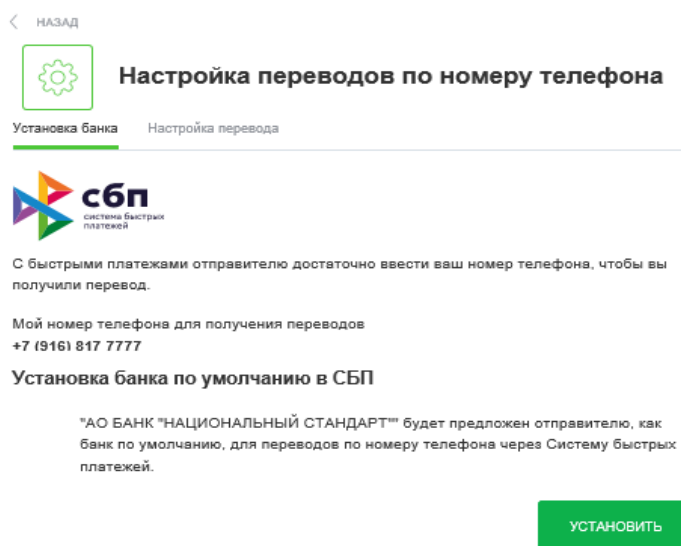 НАЗАД
Настройка переводов по номеру телефона
Установка банка Настройка перевода
сбп
система быстрых
платежей
С быстрыми платежами отправителю достаточно ввести ваш номер телефона, чтобы вы
получили перевод.
Мой номер телефона для получения переводов
+7 (916) 817 7777
Установка банка по умолчанию в СБП
"АО БАНК "НАЦИОНАЛЬНЫЙ СТАНДАРТ"" будет предложен отправителю, как
банк по умолчанию, для переводов по номеру телефона через Систему быстрых
платежей.
УСТАНОВИТЬ